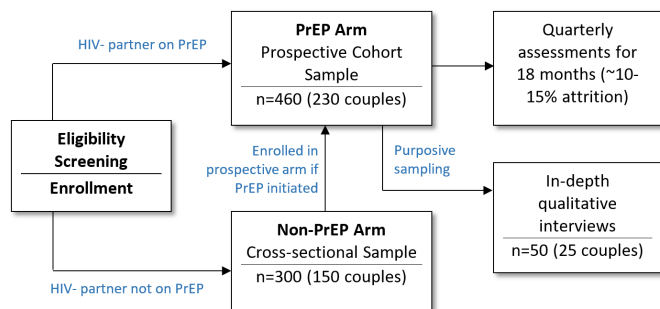 HIV- partner on PrEP
PrEP Arm
Prospective Cohort
Sample
n=460 (230 couples)
Quarterly
assessments for
18 months (~10-
15% attrition)
Eligibility
Screening
Enrollment
Enrolled in
prospective arm if
PrEP initiated
Purposive
sampling
In-depth
qualitative
interviews
n=50 (25 couples)
Non-PrEP Arm
Cross-sectional Sample
n=300 (150 couples)
HIV- partner not on PrEP